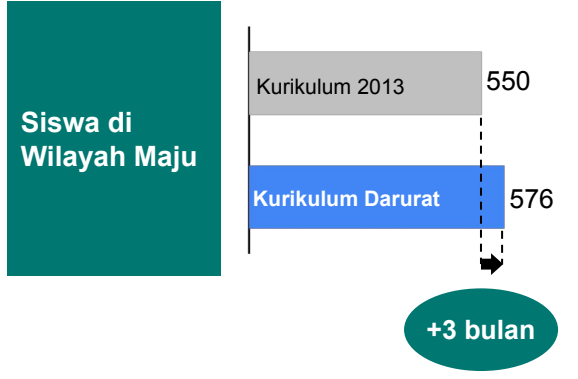 Siswa di
Wilayah Maju
Kurikulum 2013
550
Kurikulum Darurat
576
+3 bulan